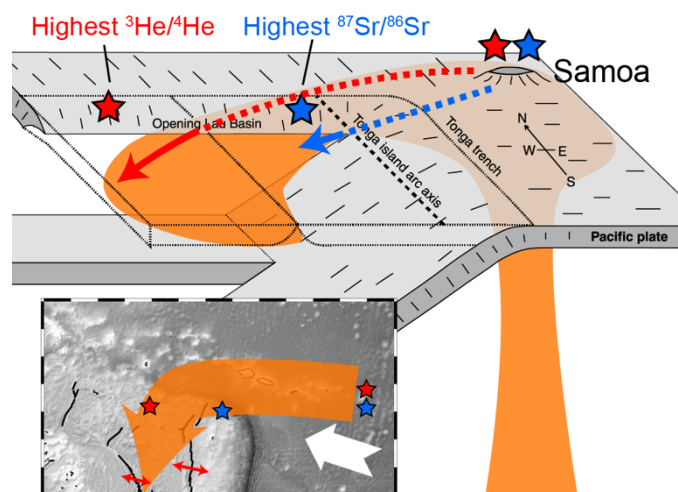 Highest ³He/⁴He
Highest ⁸⁷Sr/⁸⁶Sr
Samoa
Opening Lau Basin
Tonga island arc axis
Tonga trench
N
W
E
S
Pacific plate